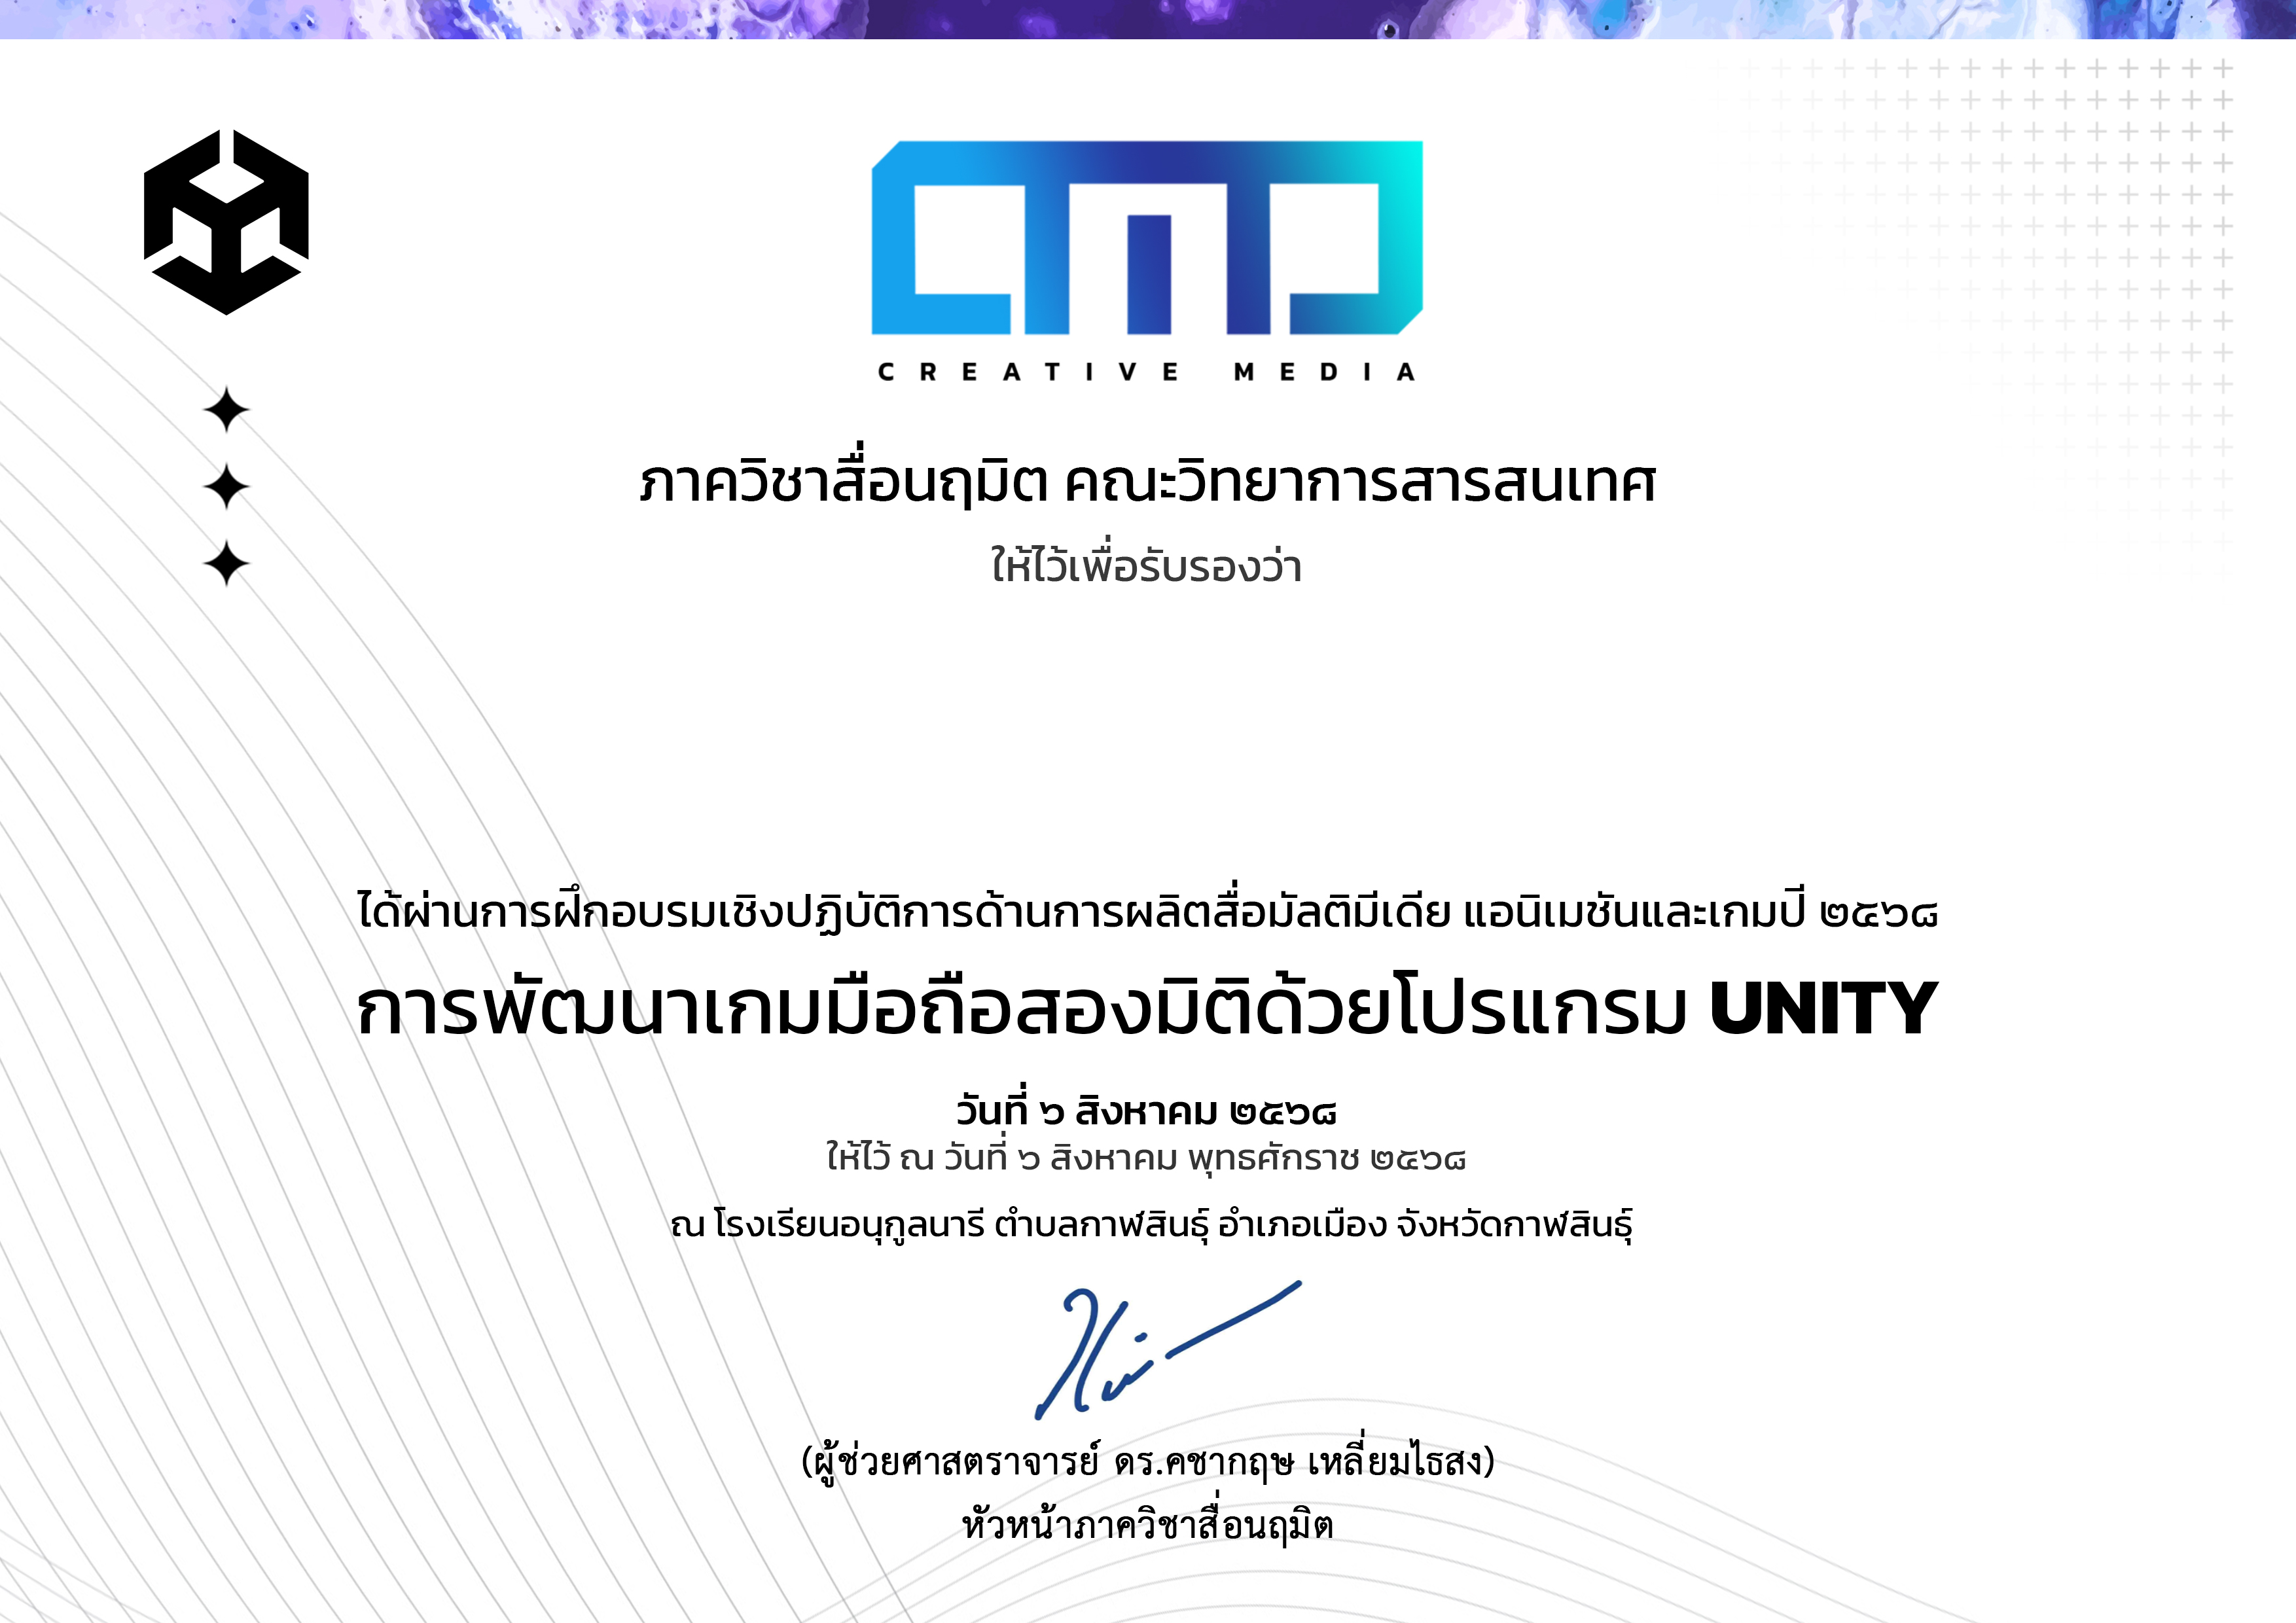 CREATIVE MEDIA
ภาควิชาสื่อนฤมิต คณะวิทยาการสารสนเทศ
ให้ไว้เพื่อรับรองว่า
ได้ผ่านการฝึกอบรมเชิงปฏิบัติการด้านการผลิตสื่อมัลติมีเดีย แอนิเมชันและเกมปี ๒๕๖๘
การพัฒนาเกมมือถือสองมิติด้วยโปรแกรม UNITY
วันที่ ๖ สิงหาคม ๒๕๖๘
ให้ไว้ ณ วันที่ ๖ สิงหาคม พุทธศักราช ๒๕๖๘
ณ โรงเรียนอนุกูลนารี ตำบลกาฬสินธุ์ อำเภอเมือง จังหวัดกาฬสินธุ์
(ผู้ช่วยศาสตราจารย์ ดร.คชากฤษ เหลี่ยมไธสง)
หัวหน้าภาควิชาสื่อนฤมิต